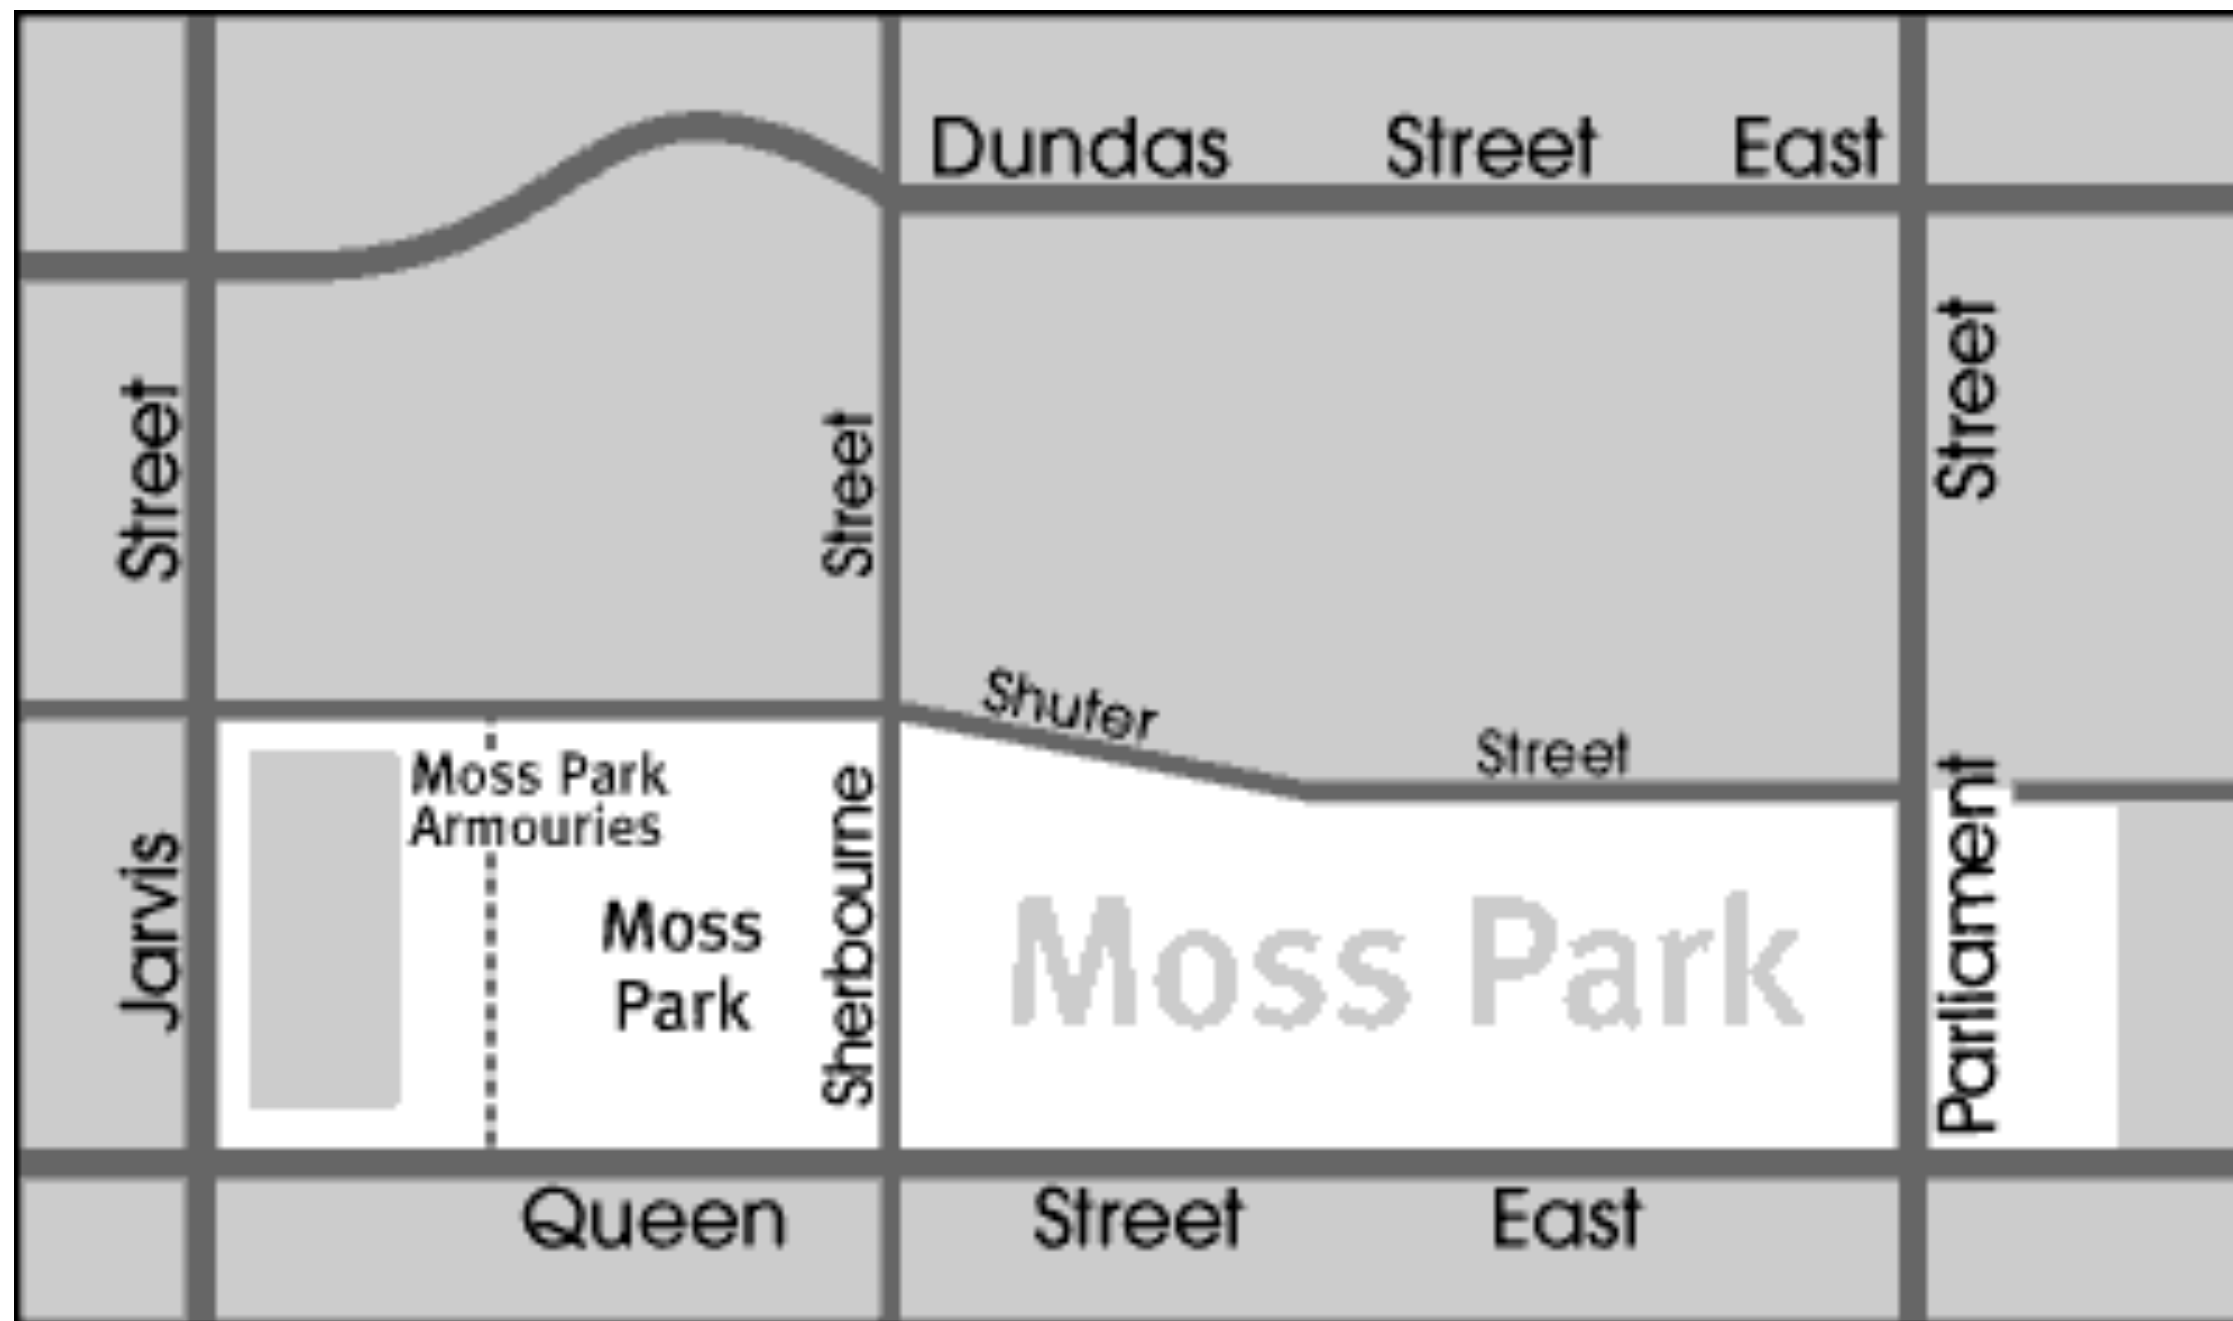 Dundas Street East
Jarvis Street
Sherbourne Street
Parliament Street
Shuter Street
Moss Park
Armouries
Moss
Park
Moss Park
Queen Street East